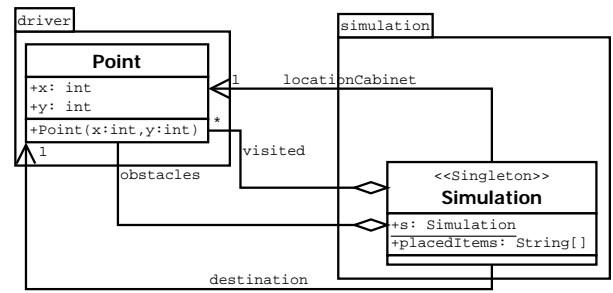 driver
simulation
Point
+x: int
+y: int
+Point(x:int,y:int)
1
locationCabinet
*
visited
1
obstacles
<<Singleton>>
Simulation
+s: Simulation
+placedItems: String[]
destination